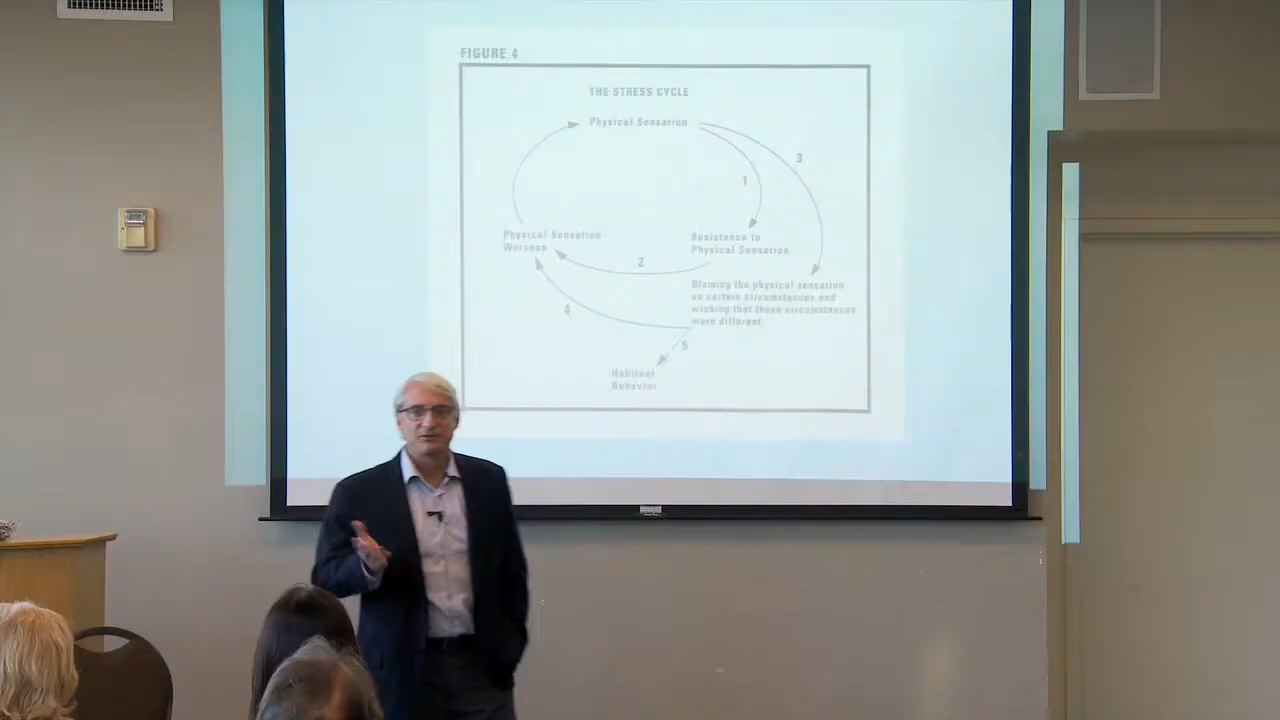 FIGURE 4
THE STRESS CYCLE
Physical Sensation
3
1
Physical Sensation
Worsens
Resistance to
Physical Sensation
2
Blaming the physical sensation
on certain circumstances and
wishing that those circumstances
were different.
4
5
Habitual
Behavior